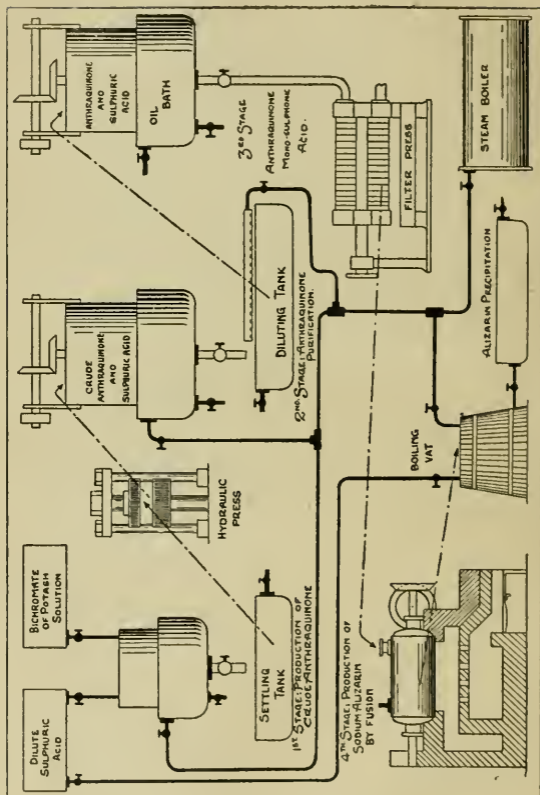 DILUTE
SULPHURIC
ACID
BICHROMATE
OF POTASH
SOLUTION
SETTLING
TANK
1ST STAGE: PRODUCTION OF
CRUDE ANTHRAQUINONE
HYDRAULIC
PRESS
CRUDE
ANTHRAQUINONE
AND
SULPHURIC ACID
DILUTING TANK
2ND STAGE: ANTHRAQUINONE
PURIFICATION.
ANTHRAQUINONE
AND
SULPHURIC
ACID
OIL BATH
3RD STAGE
ANTHRAQUINONE
MONO-SULPHONE
ACID.
FILTER PRESS
4TH STAGE: PRODUCTION OF
SODIUM ALIZARIN
BY FUSION
BOILING
VAT
ALIZARIN PRECIPITATION
STEAM BOILER